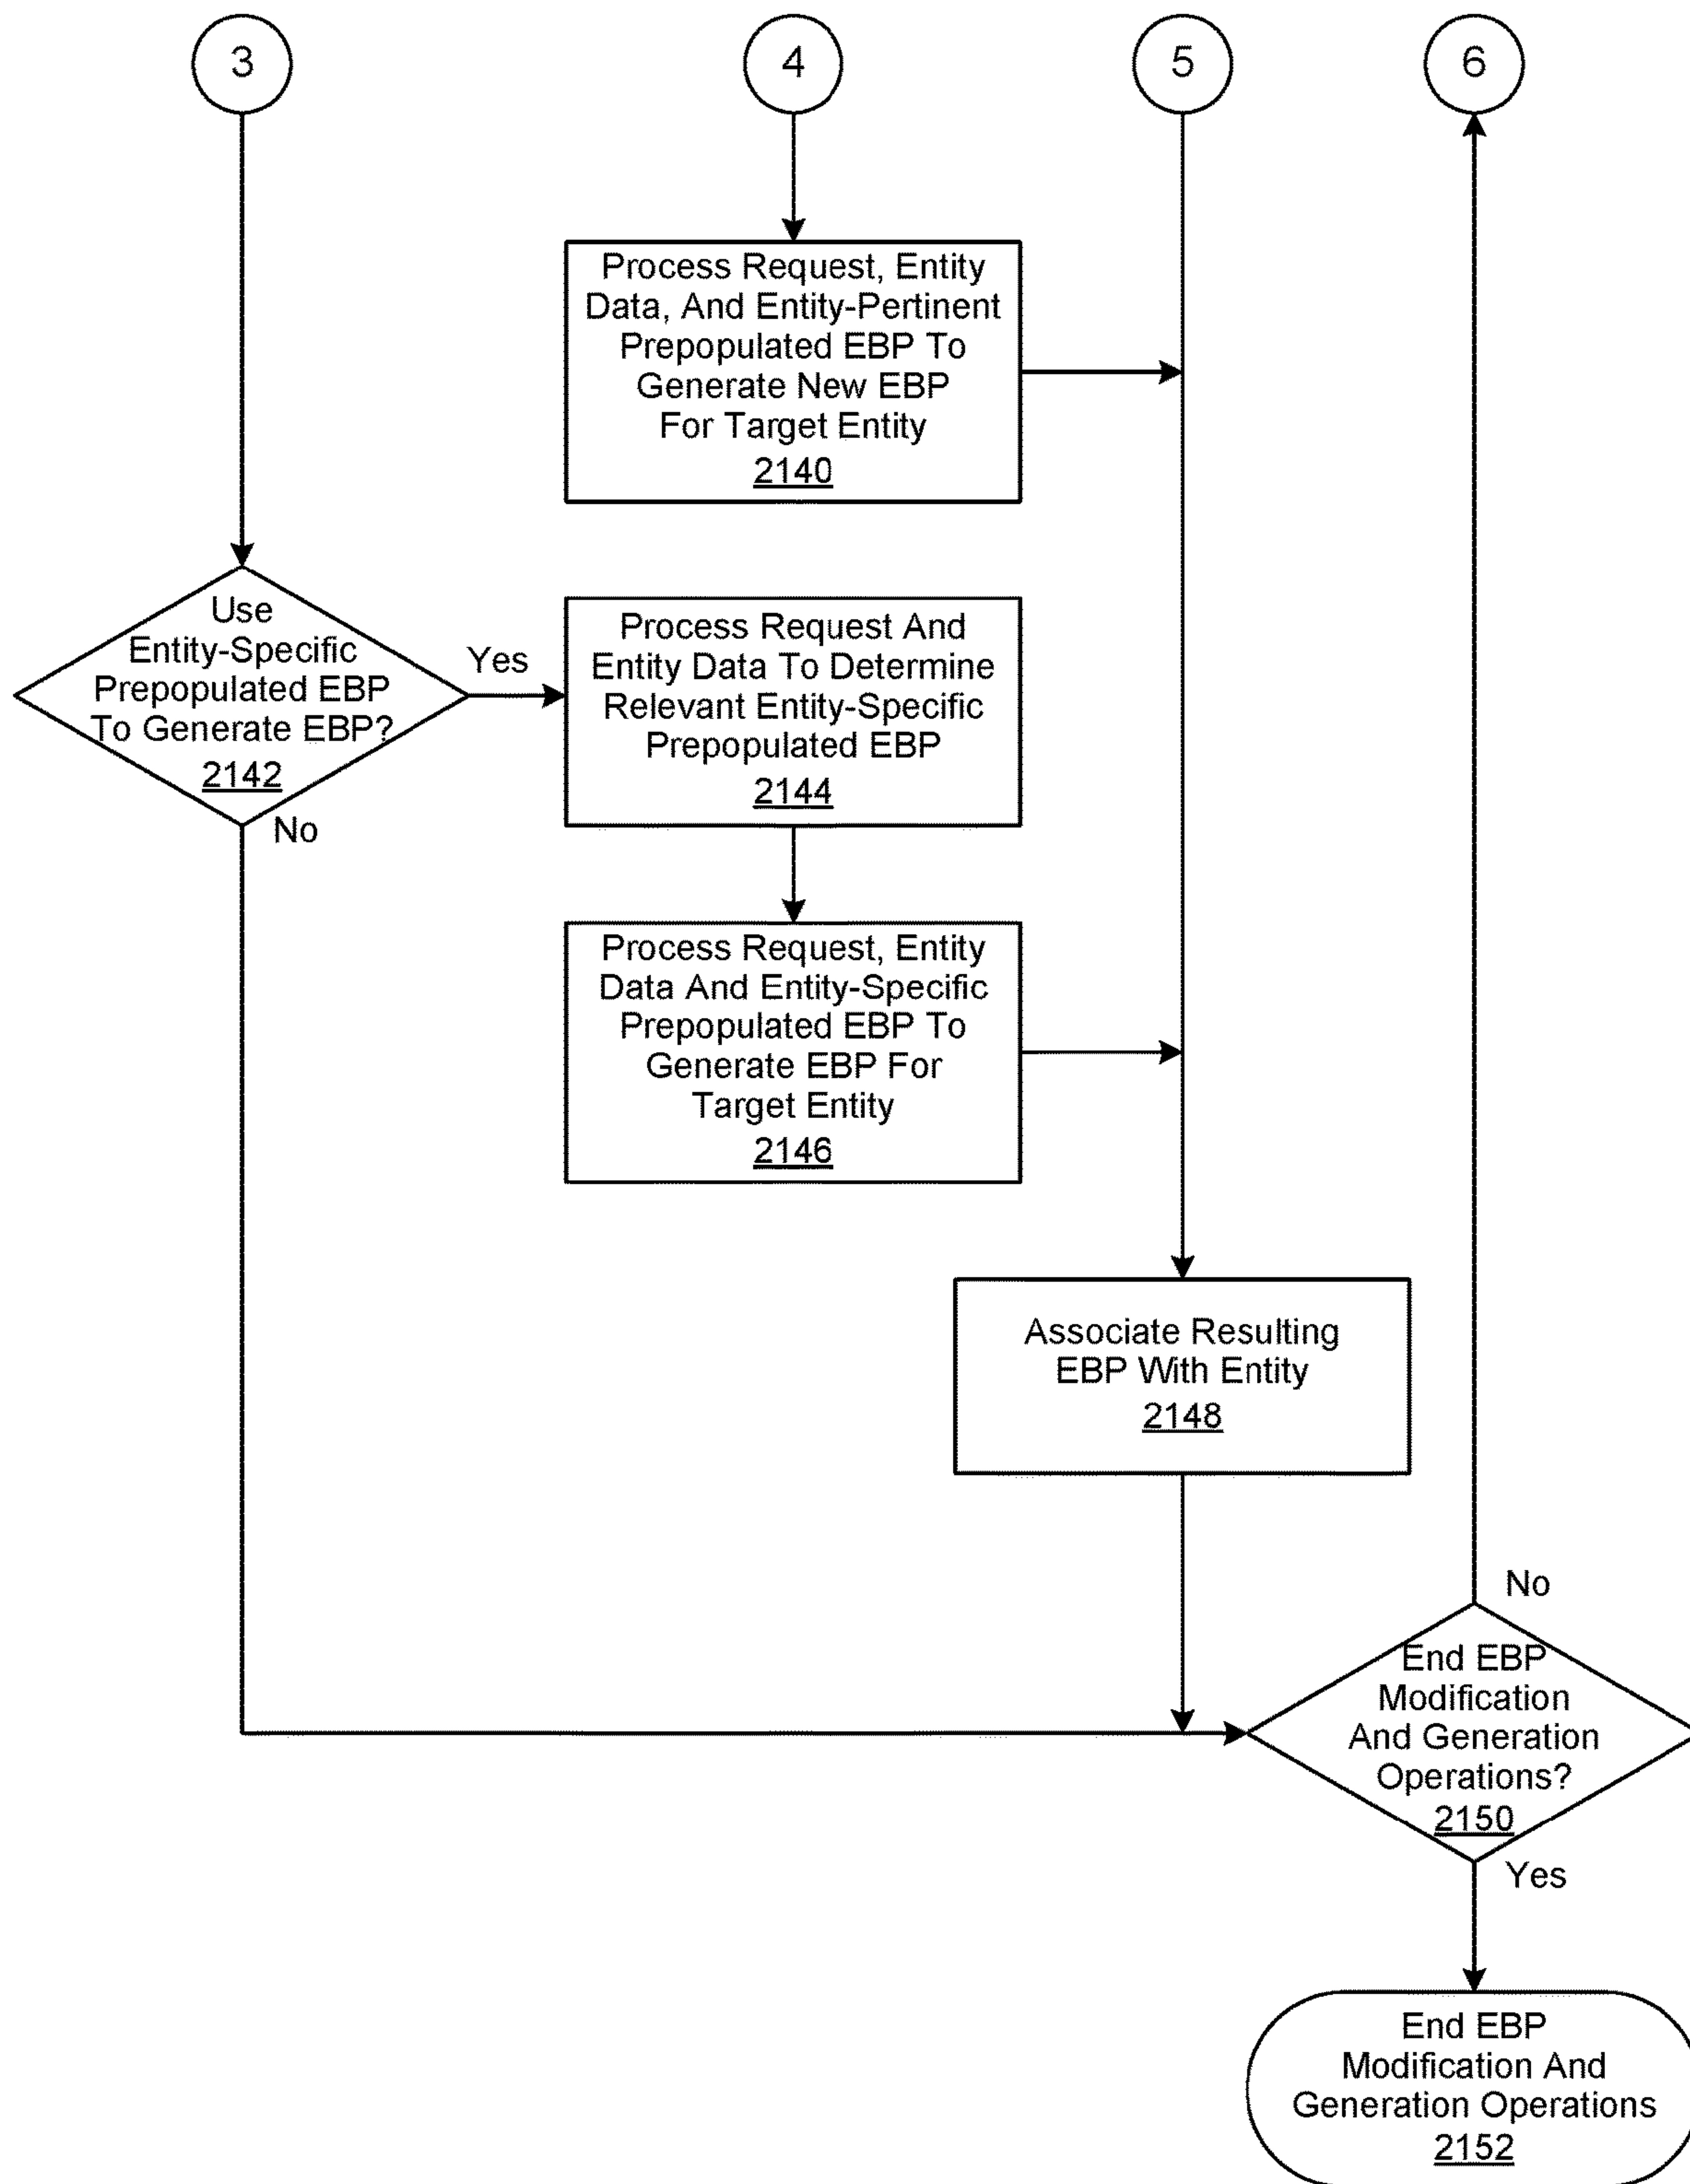 3
4
5
6
Process Request, Entity
Data, And Entity-Pertinent
Prepopulated EBP To
Generate New EBP
For Target Entity
2140
Use
Entity-Specific
Prepopulated EBP
To Generate EBP?
2142
Yes
No
Process Request And
Entity Data To Determine
Relevant Entity-Specific
Prepopulated EBP
2144
Process Request, Entity
Data And Entity-Specific
Prepopulated EBP To
Generate EBP For
Target Entity
2146
Associate Resulting
EBP With Entity
2148
No
End EBP
Modification
And Generation
Operations?
2150
Yes
End EBP
Modification And
Generation Operations
2152